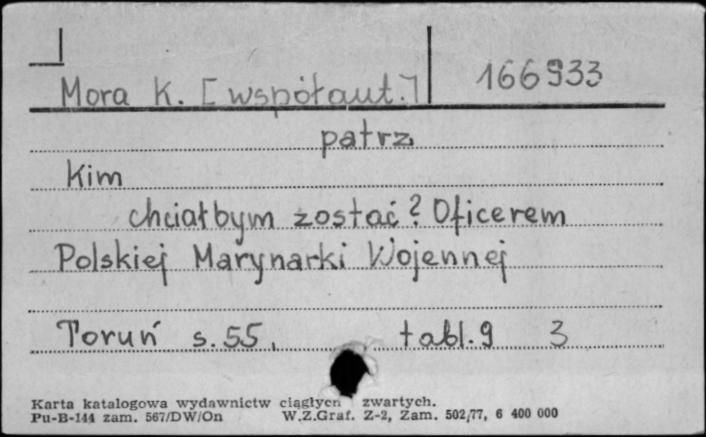 Mora K. [współaut.] 166933
patrz
Kim
chciałbym zostać? Oficerem
Polskiej Marynarki Wojennej
Toruń s. 55. tabl. 9 3
Karta katalogowa wydawnictw ciągłych zwartych.
Pu-B-144 zam. 567/DW/On W.Z.Graf. Z-2, Zam. 502/77, 6 400 000